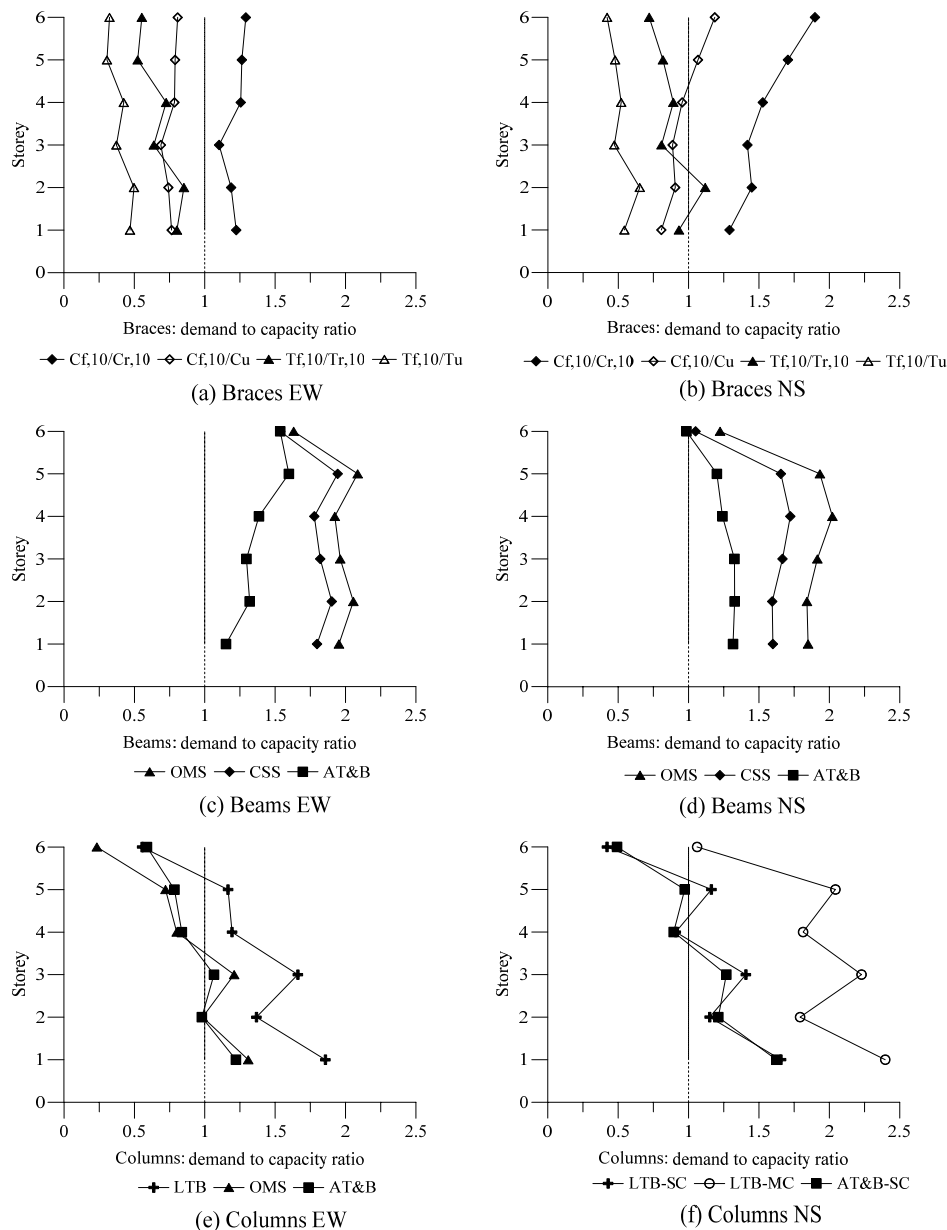 6
5
4
3
2
1
0
Storey
0 0.5 1 1.5 2 2.5
Braces: demand to capacity ratio
Cf,10/Cr,10 Cf,10/Cu Tf,10/Tr,10 Tf,10/Tu
(a) Braces EW
6
5
4
3
2
1
0
Storey
0 0.5 1 1.5 2 2.5
Braces: demand to capacity ratio
Cf,10/Cr,10 Cf,10/Cu Tf,10/Tr,10 Tf,10/Tu
(b) Braces NS
6
5
4
3
2
1
0
Storey
0 0.5 1 1.5 2 2.5
Beams: demand to capacity ratio
OMS CSS AT&B
(c) Beams EW
6
5
4
3
2
1
0
Storey
0 0.5 1 1.5 2 2.5
Beams: demand to capacity ratio
OMS CSS AT&B
(d) Beams NS
6
5
4
3
2
1
0
Storey
0 0.5 1 1.5 2 2.5
Columns: demand to capacity ratio
LTB OMS AT&B
(e) Columns EW
6
5
4
3
2
1
0
Storey
0 0.5 1 1.5 2 2.5
Columns: demand to capacity ratio
LTB-SC LTB-MC AT&B-SC
(f) Columns NS